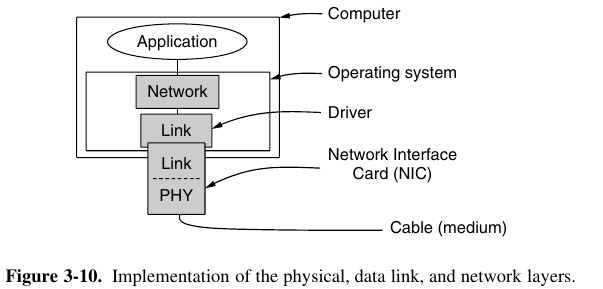 Computer
Application
Operating system
Network
Driver
Link
Link
Network Interface
Card (NIC)
PHY
Cable (medium)
Figure 3-10. Implementation of the physical, data link, and network layers.